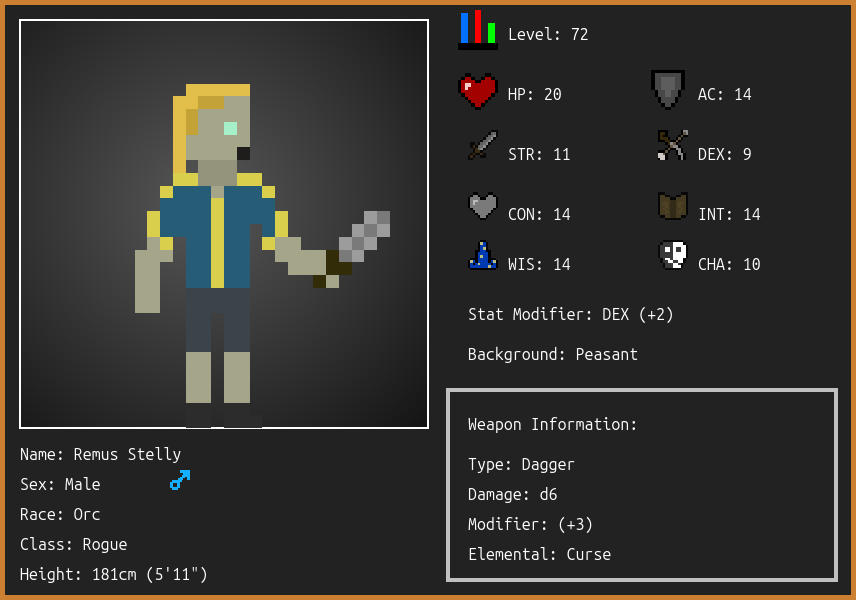 Level: 72
HP: 20
AC: 14
STR: 11
DEX: 9
CON: 14
INT: 14
WIS: 14
CHA: 10
Stat Modifier: DEX (+2)
Background: Peasant
Weapon Information:
Type: Dagger
Damage: d6
Modifier: (+3)
Elemental: Curse
Name: Remus Stelly
Sex: Male
Race: Orc
Class: Rogue
Height: 181cm (5'11")